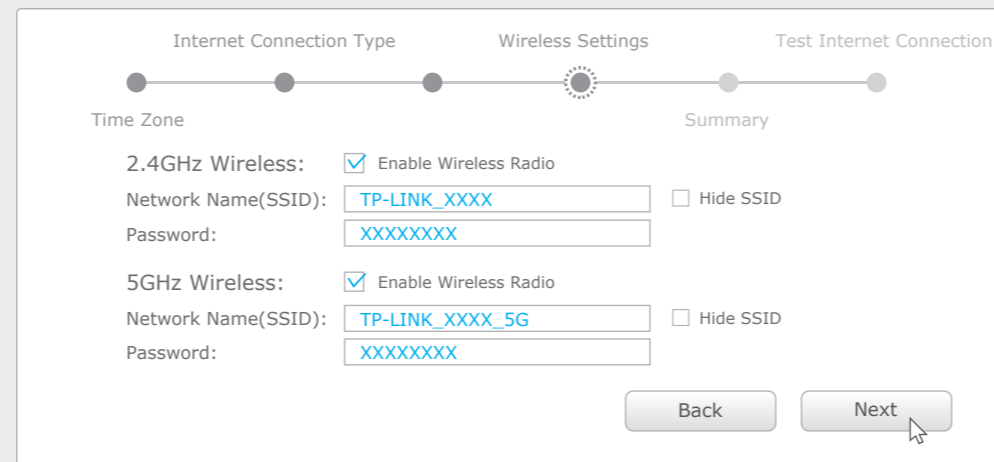 Internet Connection Type Wireless Settings Test Internet Connection
Time Zone Summary
2.4GHz Wireless: Enable Wireless Radio
Network Name(SSID): TP-LINK_XXXX Hide SSID
Password: XXXXXXXX
5GHz Wireless: Enable Wireless Radio
Network Name(SSID): TP-LINK_XXXX_5G Hide SSID
Password: XXXXXXXX
Back Next